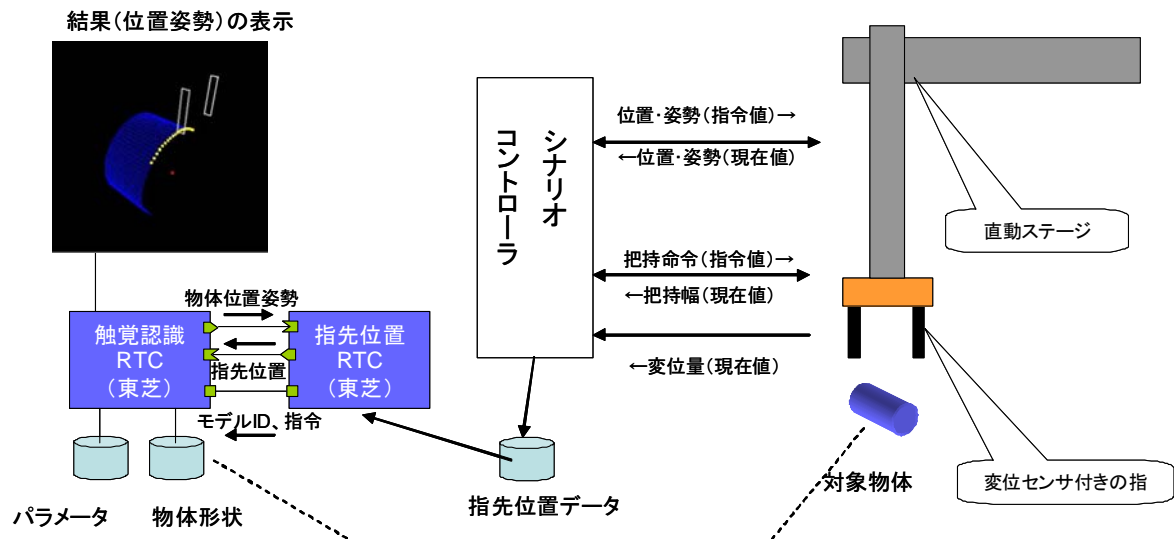 結果(位置姿勢)の表示
シナリオ
コントローラ
位置・姿勢(指令値)→
←位置・姿勢(現在値)
直動ステージ
把持命令(指令値)→
←把持幅(現在値)
←変位量(現在値)
物体位置姿勢
触覚認識
RTC
(東芝)
指先位置
指先位置
RTC
(東芝)
モデルID、指令
パラメータ
物体形状
指先位置データ
対象物体
変位センサ付きの指